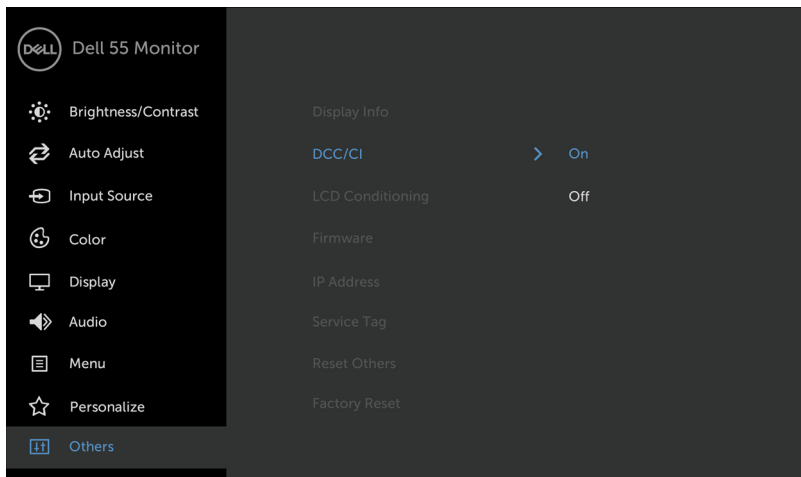 DELL Dell 55 Monitor
Brightness/Contrast
Auto Adjust
Input Source
Color
Display
Audio
Menu
Personalize
Others
Display Info
DCC/CI > On
LCD Conditioning Off
Firmware
IP Address
Service Tag
Reset Others
Factory Reset